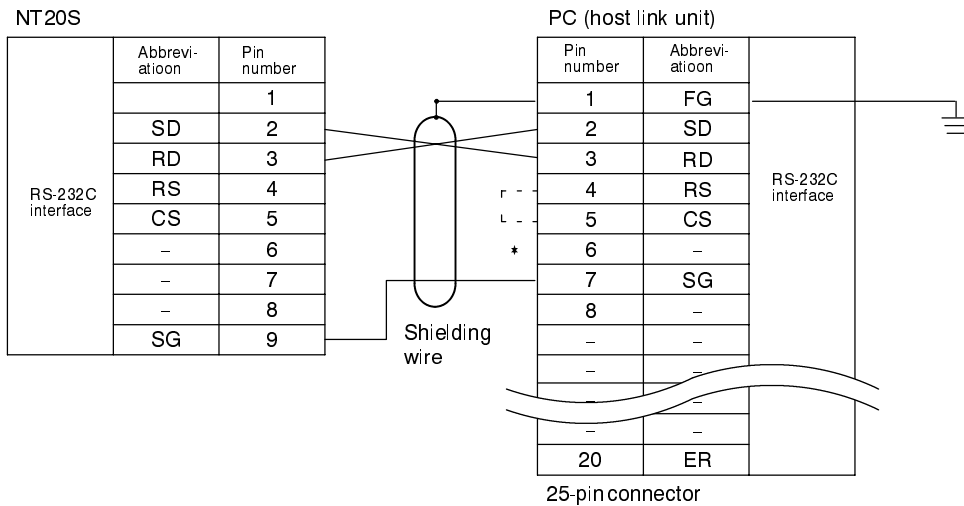 NT20S
PC (host link unit)
Abbrevi-
atioon
Pin
number
1
SD 2
RD 3
RS 4
CS 5
– 6
– 7
– 8
SG 9
RS-232C
interface
Shielding
wire
*
Pin
number
Abbrevi-
atioon
1 FG
2 SD
3 RD
4 RS
5 CS
6 –
7 SG
8 –
– –
– –
– –
– –
20 ER
RS-232C
interface
25-pin connector